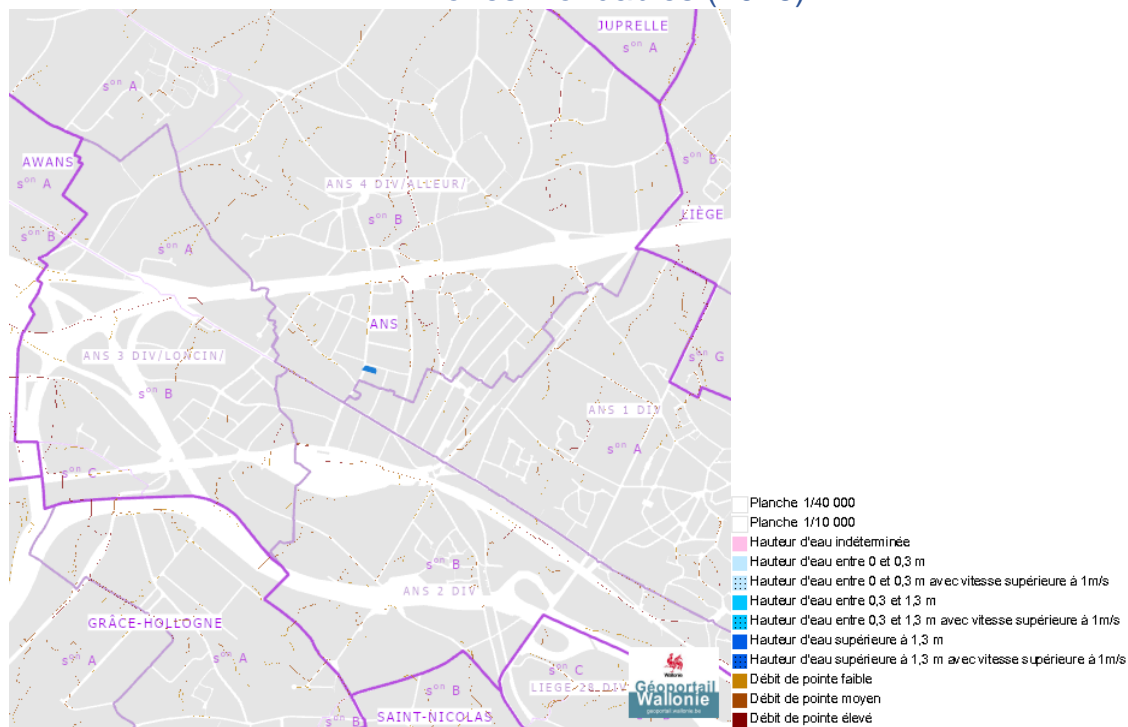 JUPRELLE
sᵒⁿ A
sᵒⁿ A
AWANS
sᵒⁿ A
sᵒⁿ B
ANS 4 DIV/ALLEUR/
sᵒⁿ B
LIÈGE
sᵒⁿ B
sᵒⁿ A
ANS
ANS 3 DIV/LONCIN/
sᵒⁿ G
sᵒⁿ B
ANS 1 DIV
sᵒⁿ A
sᵒⁿ C
sᵒⁿ B
ANS 2 DIV
GRÂCE-HOLLOGNE
sᵒⁿ A
sᵒⁿ A
sᵒⁿ C
LIEGE 28 DIV
sᵒⁿ B
SAINT-NICOLAS
sᵒⁿ B
Wallonie
Géoportail
Wallonie
geoportail.wallonie.be
Planche 1/40 000
Planche 1/10 000
Hauteur d'eau indéterminée
Hauteur d'eau entre 0 et 0,3 m
Hauteur d'eau entre 0 et 0,3 m avec vitesse supérieure à 1m/s
Hauteur d'eau entre 0,3 et 1,3 m
Hauteur d'eau entre 0,3 et 1,3 m avec vitesse supérieure à 1m/s
Hauteur d'eau supérieure à 1,3 m
Hauteur d'eau supérieure à 1,3 m avec vitesse supérieure à 1m/s
Débit de pointe faible
Débit de pointe moyen
Débit de pointe élevé